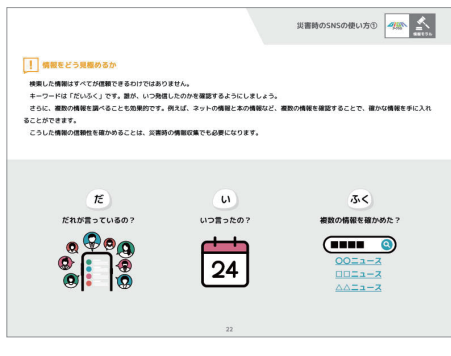 災害時のSNSの使い方①
情報モラル
情報をどう見極めるか
検索した情報はすべてが信頼できるわけではありません。
キーワードは「だいふく」です。誰が、いつ発信したのかを確認するようにしましょう。
さらに、複数の情報を調べることも効果的です。例えば、ネットの情報と本の情報など、複数の情報を確認することで、確かな情報を手に入れ
ることができます。
こうした情報の信頼性を確かめることは、災害時の情報収集でも必要になります。
だ
い
ふく
だれが言っているの?
いつ言ったの?
複数の情報を確かめた?
24
○○ニュース
□□ニュース
△△ニュース
22